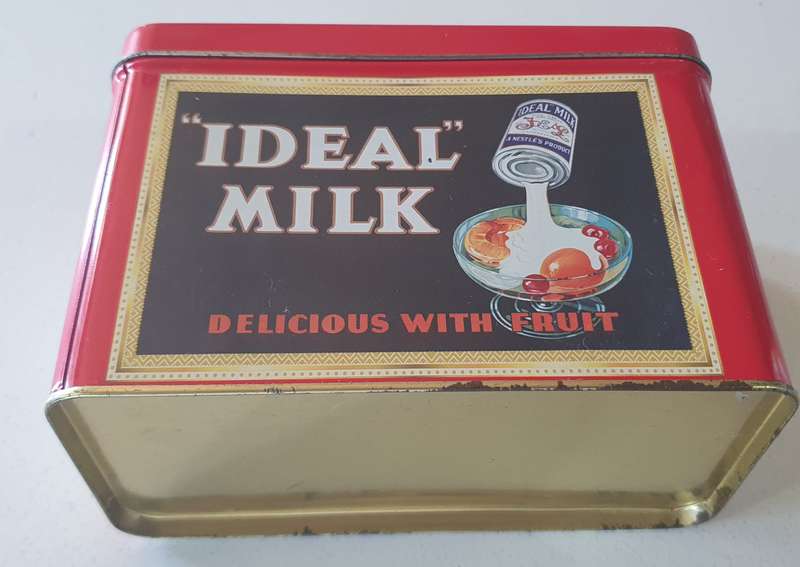 "IDEAL"
MILK
DELICIOUS WITH FRUIT
IDEAL MILK
A NESTLÉ'S PRODUCT